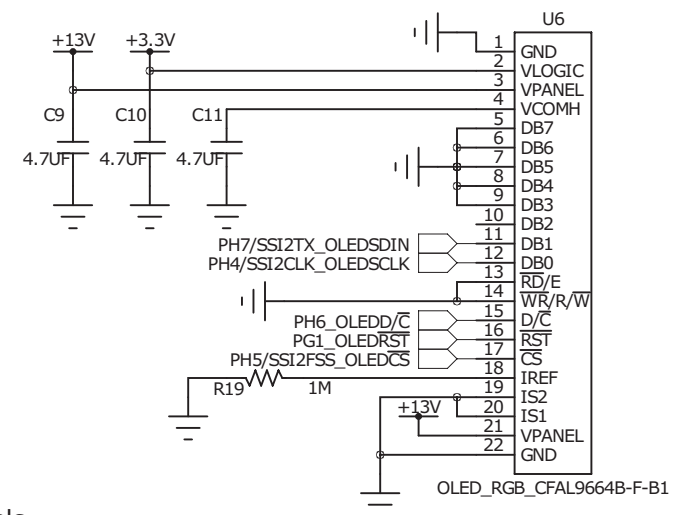 U6
+13V
+3.3V
1 GND
2 VLOGIC
3 VPANEL
4 VCOMH
C9
C10
C11
4.7UF
4.7UF
4.7UF
5 DB7
6 DB6
7 DB5
8 DB4
9 DB3
10 DB2
PH7/SSI2TX_OLEDSDIN 11 DB1
PH4/SSI2CLK_OLEDSCLK 12 DB0
13 RD/E
14 WR/R/W
PH6_OLEDD/C 15 D/C
PG1_OLEDRST 16 RST
PH5/SSI2FSS_OLEDCS 17 CS
R19 1M 18 IREF
19 IS2
20 IS1
+13V
21 VPANEL
22 GND
OLED_RGB_CFAL9664B-F-B1